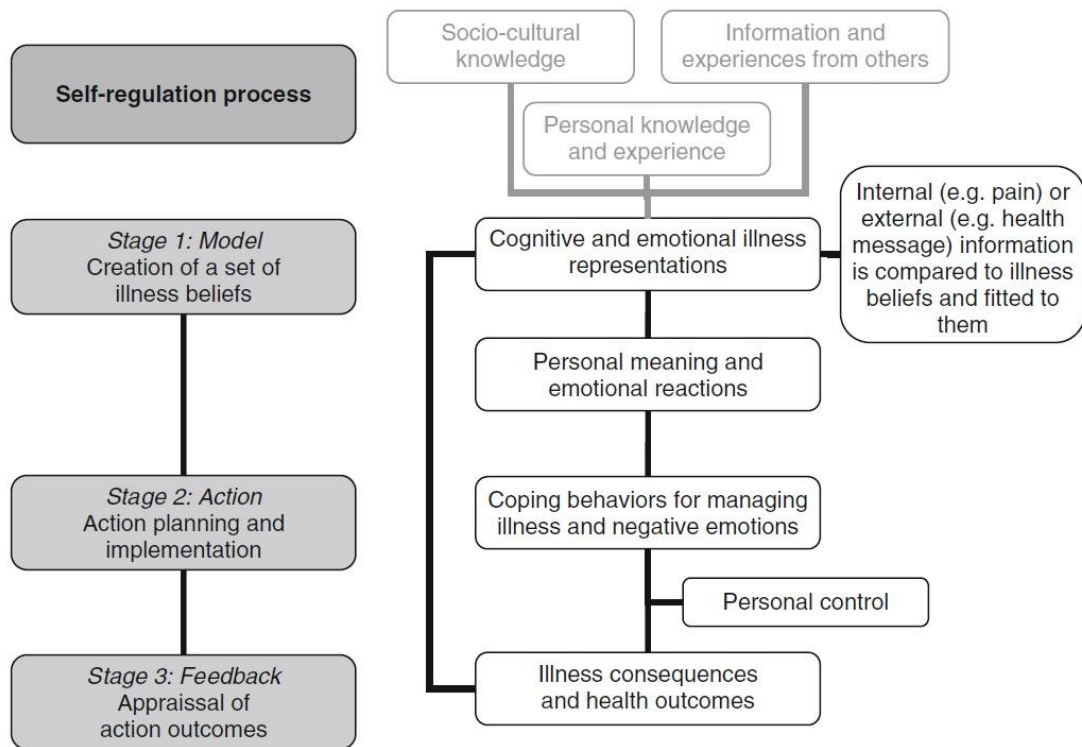 Self-regulation process
Socio-cultural
knowledge
Information and
experiences from others
Personal knowledge
and experience
Stage 1: Model
Creation of a set of
illness beliefs
Cognitive and emotional illness
representations
Internal (e.g. pain) or
external (e.g. health
message) information
is compared to illness
beliefs and fitted to
them
Personal meaning and
emotional reactions
Stage 2: Action
Action planning and
implementation
Coping behaviors for managing
illness and negative emotions
Personal control
Stage 3: Feedback
Appraissal of
action outcomes
Illness consequences
and health outcomes